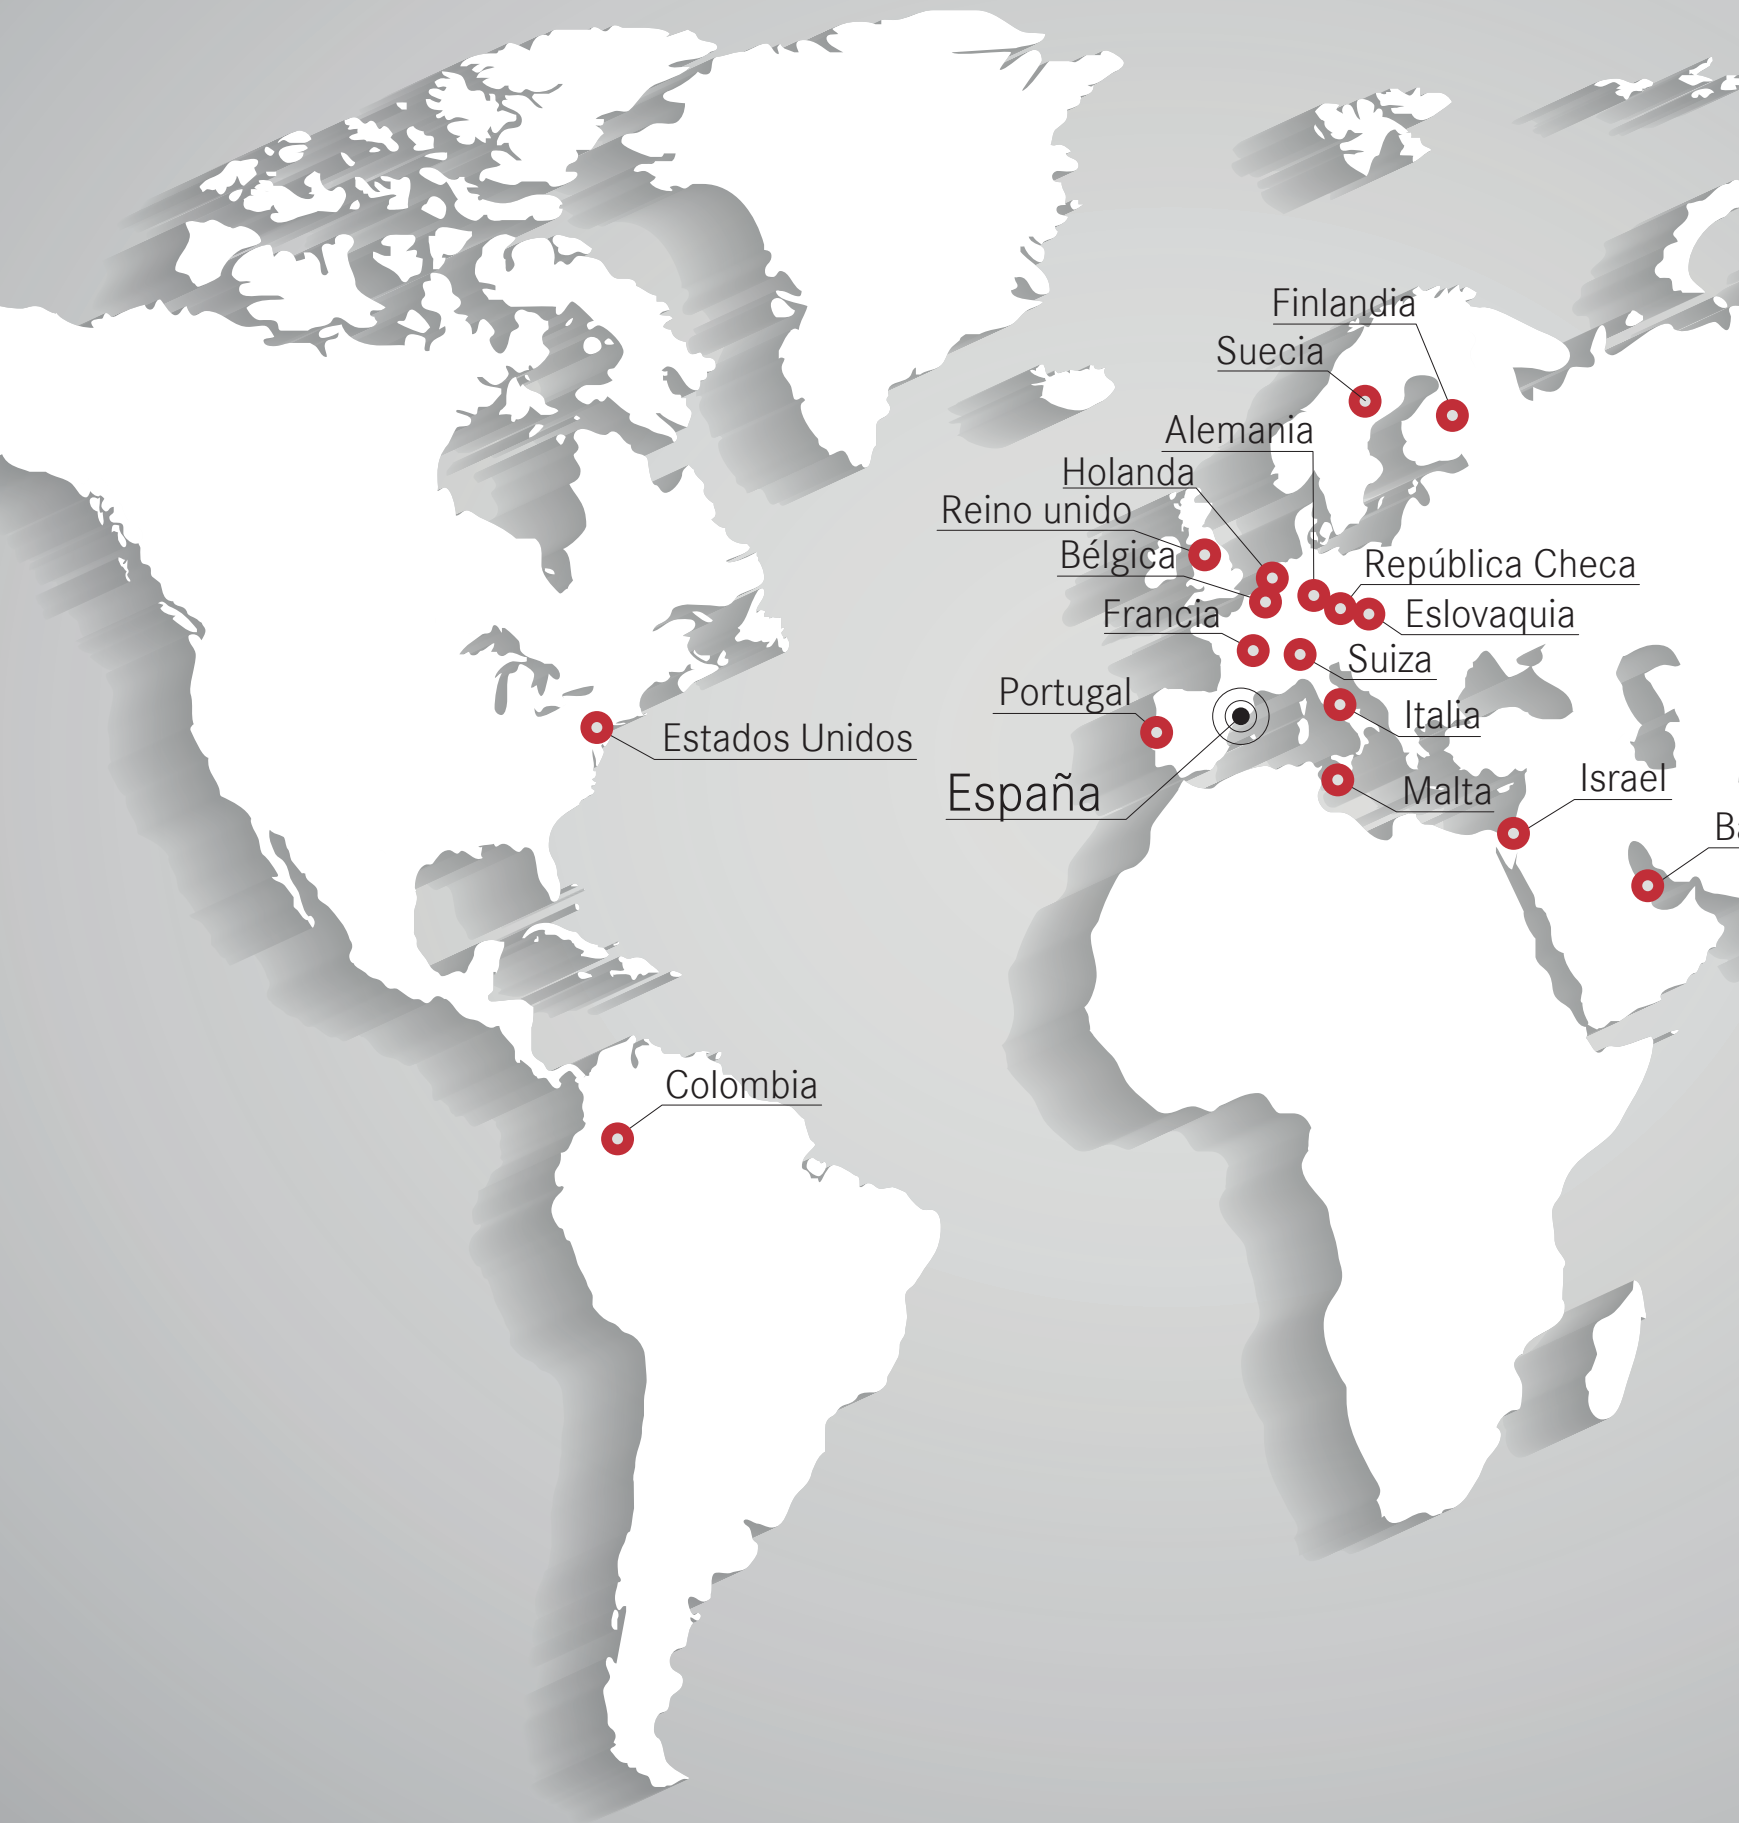 Finlandia
Suecia
Alemania
Holanda
Reino unido
Bélgica
República Checa
Francia
Eslovaquia
Suiza
Portugal
Italia
Estados Unidos
España
Malta
Israel
Colombia